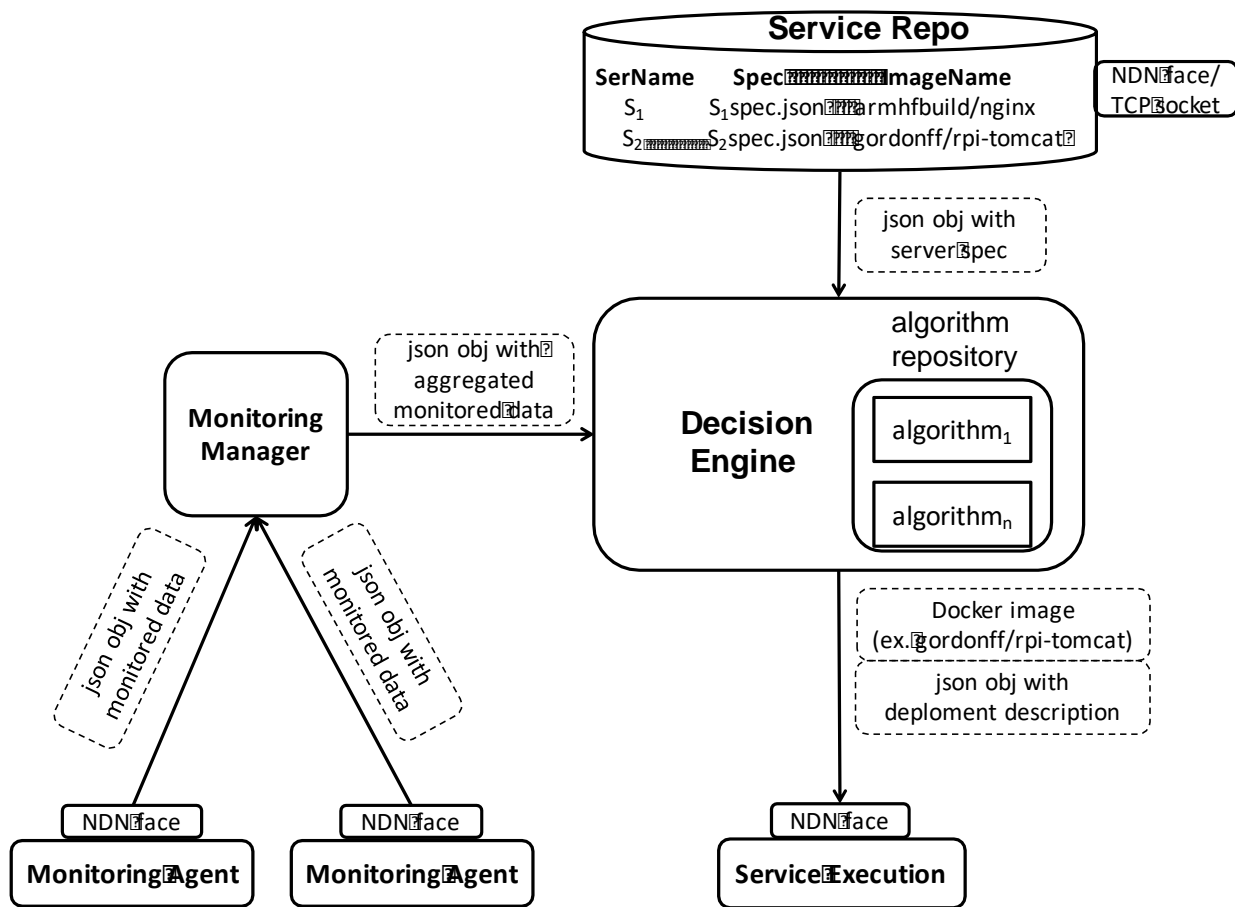 Service Repo
SerName Spec ImageName
S1 S1spec.json armhfbuild/nginx
S2 S2spec.json gordonff/rpi-tomcat
NDN face/
TCP socket
json obj with
server spec
algorithm
repository
json obj with
aggregated
monitored data
Monitoring
Manager
Decision
Engine
algorithm1
algorithmn
json obj with
monitored data
json obj with
monitored data
Docker image
(ex. gordonff/rpi-tomcat)
json obj with
deploment description
NDN face
NDN face
NDN face
Monitoring Agent
Monitoring Agent
Service Execution